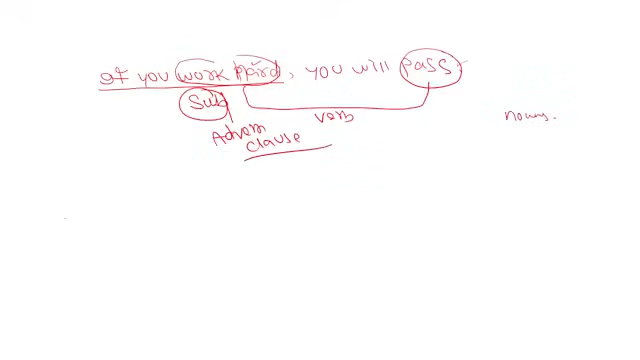 If you work hard, you will pass
Sub
verb
Adverb
clause
nouns.